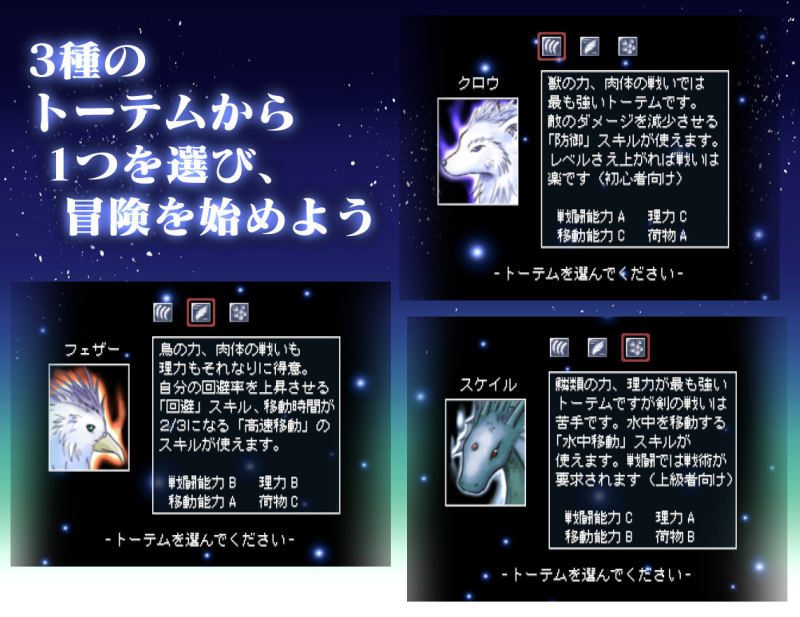 3種の
トーテムから
1つを選び、
冒険を始めよう
クロウ
獣の力、肉体の戦いでは
最も強いトーテムです。
敵のダメージを減少させる
「防御」スキルが使えます。
レベルさえ上がれば戦いは
楽です（初心者向け）
戦闘能力 A 理力 C
移動能力 C 荷物 A
-トーテムを選んでください-
フェザー
鳥の力、肉体の戦いも
理力もそれなりに得意。
自分の回避率を上昇させる
「回避」スキル、移動時間が
2/3になる「高速移動」の
スキルが使えます。
戦闘能力 B 理力 B
移動能力 A 荷物 C
-トーテムを選んでください-
スケイル
鱗類の力、理力が最も強い
トーテムですが剣の戦いは
苦手です。水中を移動する
「水中移動」スキルが
使えます。戦闘では戦術が
要求されます（上級者向け）
戦闘能力 C 理力 A
移動能力 B 荷物 B
-トーテムを選んでください-